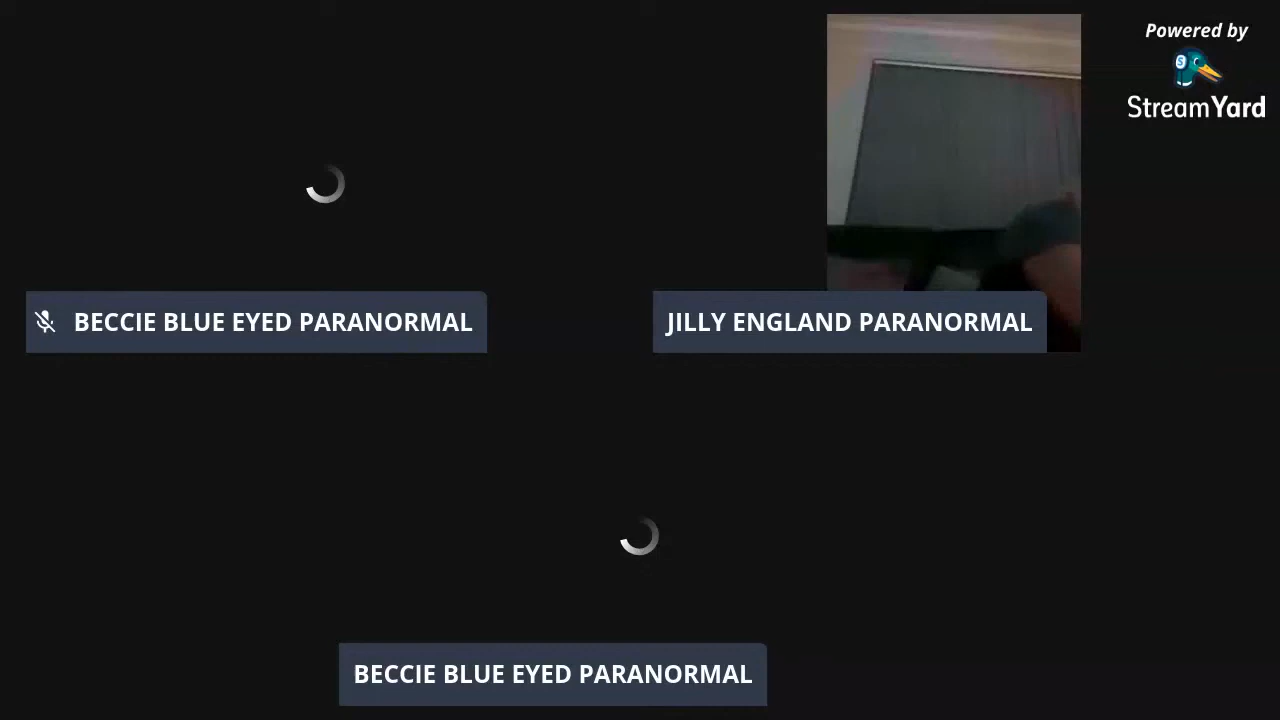 Powered by
S
StreamYard
BECCIE BLUE EYED PARANORMAL
JILLY ENGLAND PARANORMAL
BECCIE BLUE EYED PARANORMAL